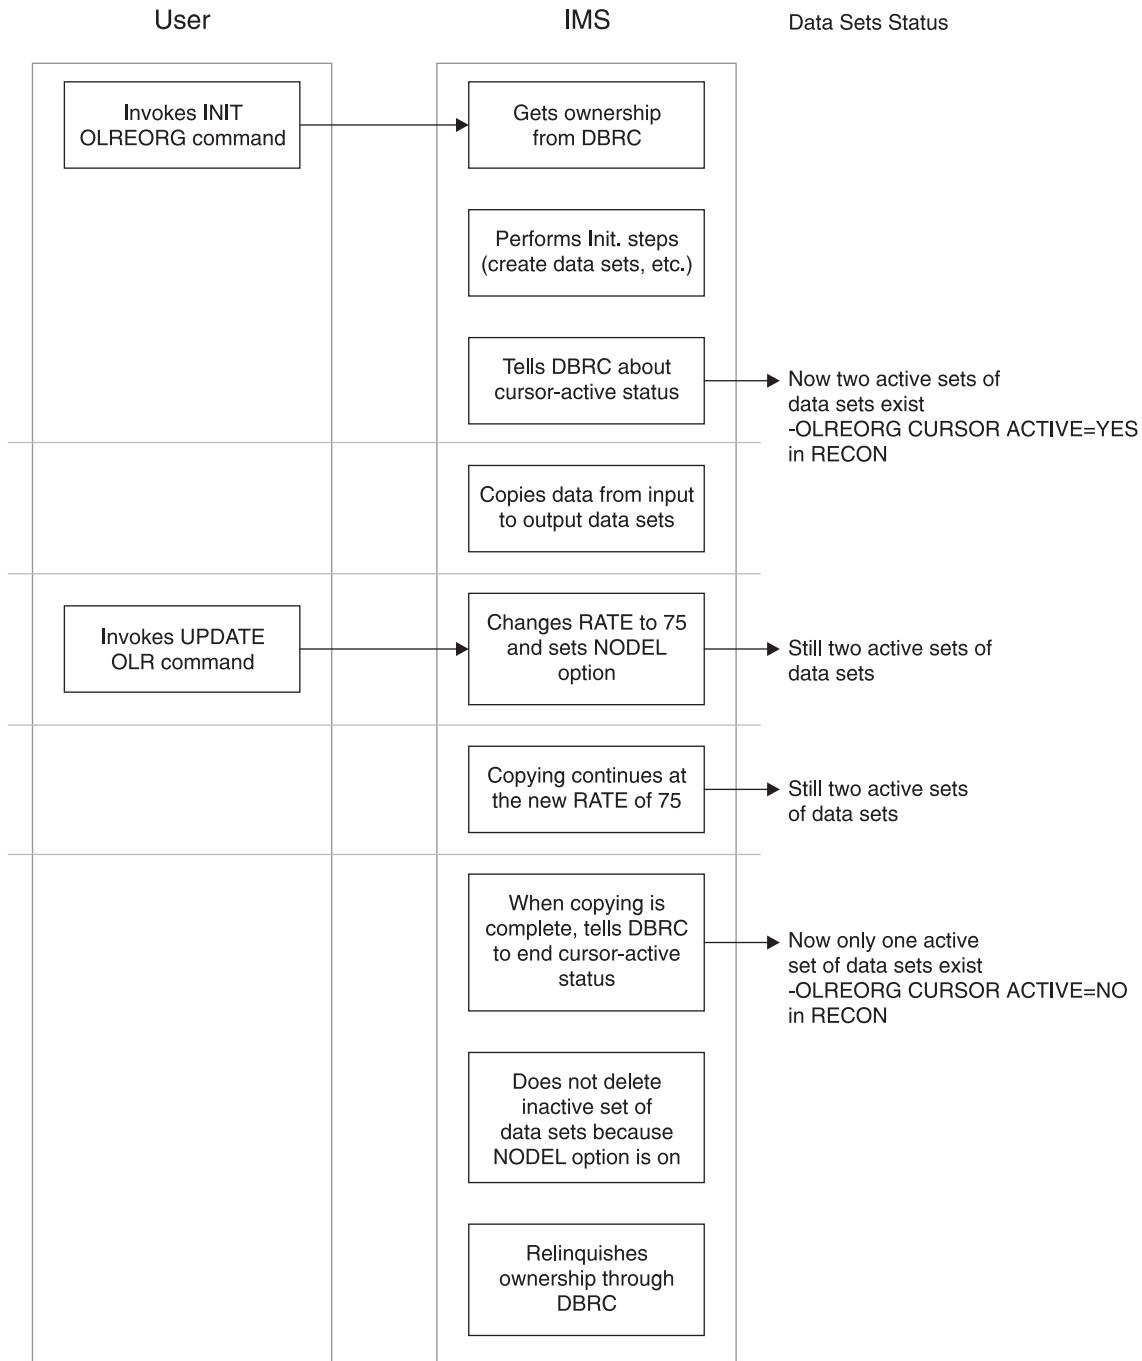 User
IMS
Data Sets Status
Invokes INIT
OLREORG command
Gets ownership
from DBRC
Performs Init. steps
(create data sets, etc.)
Tells DBRC about
cursor-active status
Now two active sets of
data sets exist
-OLREORG CURSOR ACTIVE=YES
in RECON
Copies data from input
to output data sets
Invokes UPDATE
OLR command
Changes RATE to 75
and sets NODEL
option
Still two active sets of
data sets
Copying continues at
the new RATE of 75
Still two active sets
of data sets
When copying is
complete, tells DBRC
to end cursor-active
status
Now only one active
set of data sets exist
-OLREORG CURSOR ACTIVE=NO
in RECON
Does not delete
inactive set of
data sets because
NODEL option is on
Relinquishes
ownership through
DBRC